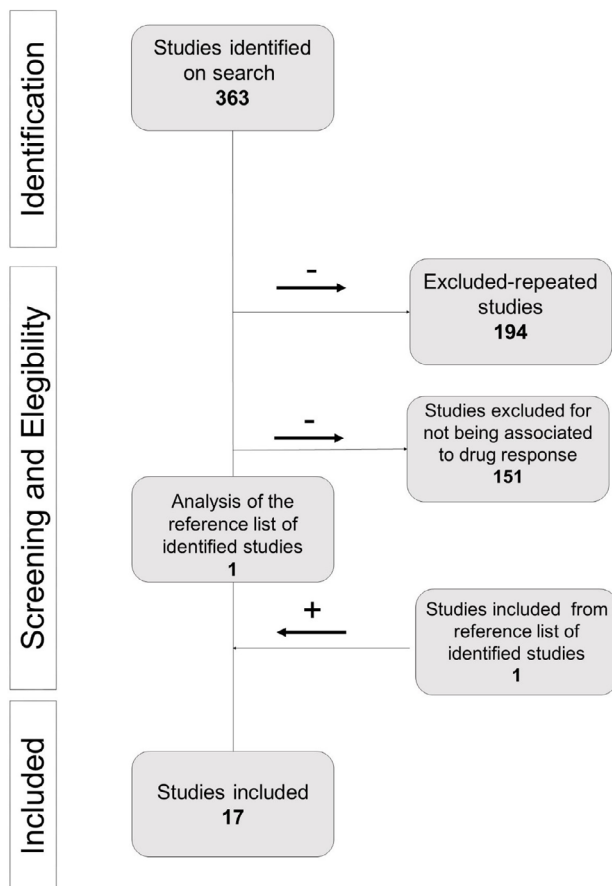 Identification
Studies identified
on search
363
-
Excluded-repeated
studies
194
Screening and Elegibility
-
Studies excluded for
not being associated
to drug response
151
Analysis of the
reference list of
identified studies
1
+
Studies included from
reference list of
identified studies
1
Included
Studies included
17